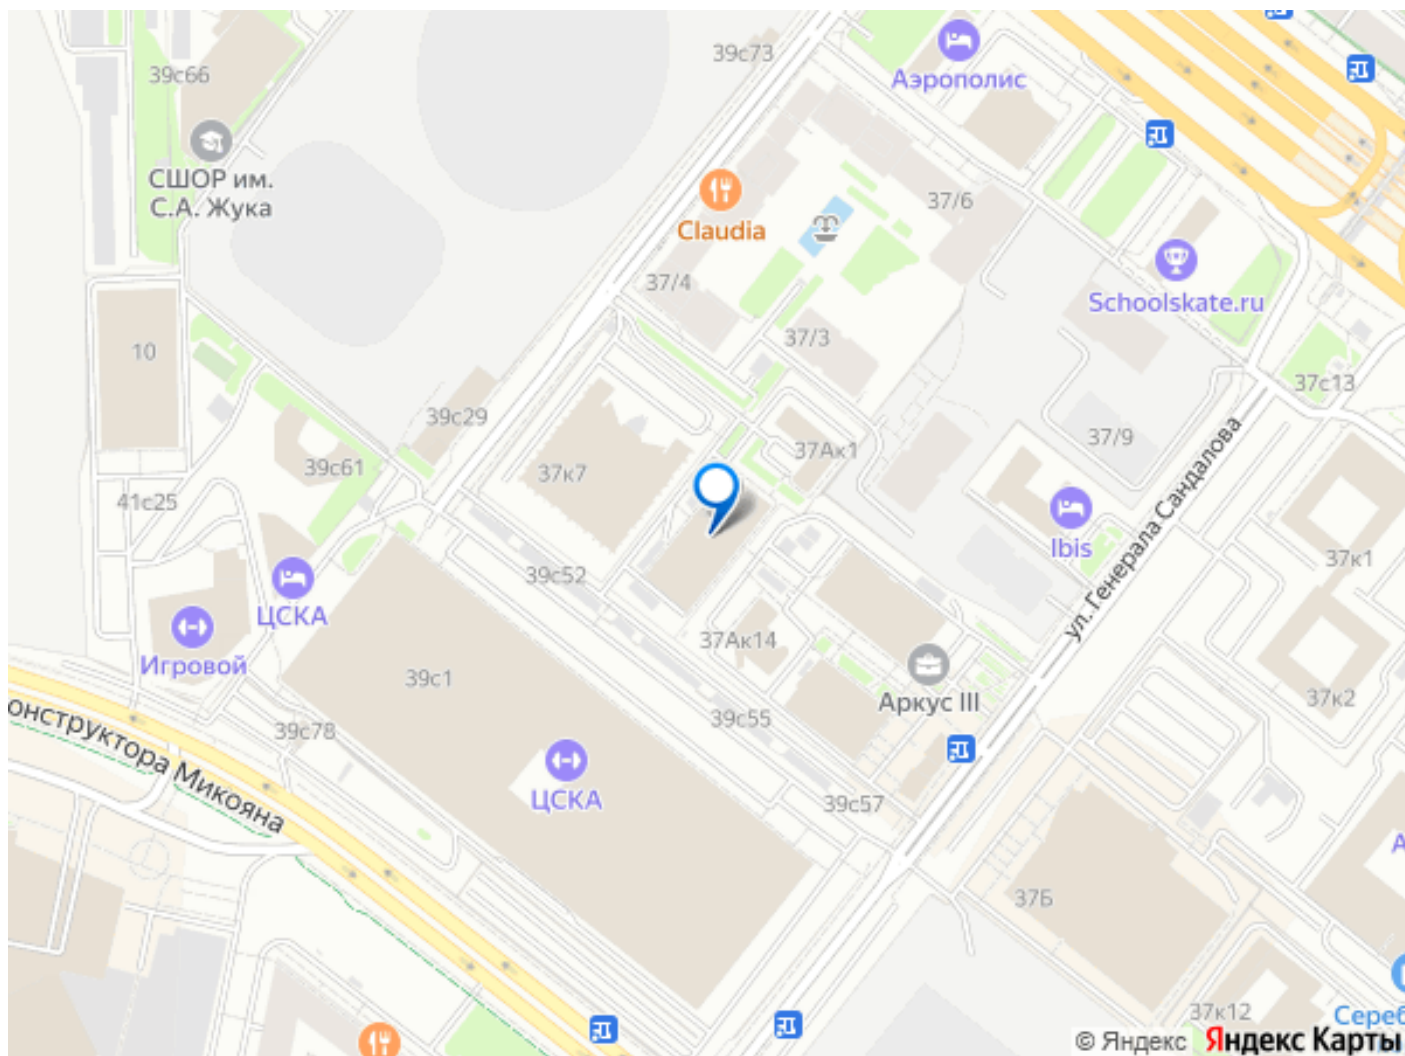 39с73
39с66
Аэрополис
СШОР им.
С.А. Жука
Claudia
37/6
37/4
Schoolskate.ru
37/3
10
37с13
39с29
37Ак1
37/9
39с61
37к7
41с25
ул. Генерала Сандалова
Ibis
37к1
39с52
ЦСКА
37Ак14
Игровой
39с1
37к2
Аркус III
39с55
39с78
онструктора Микояна
ЦСКА
39с57
А
37Б
37к12
Сереб
© Яндекс Яндекс Карты